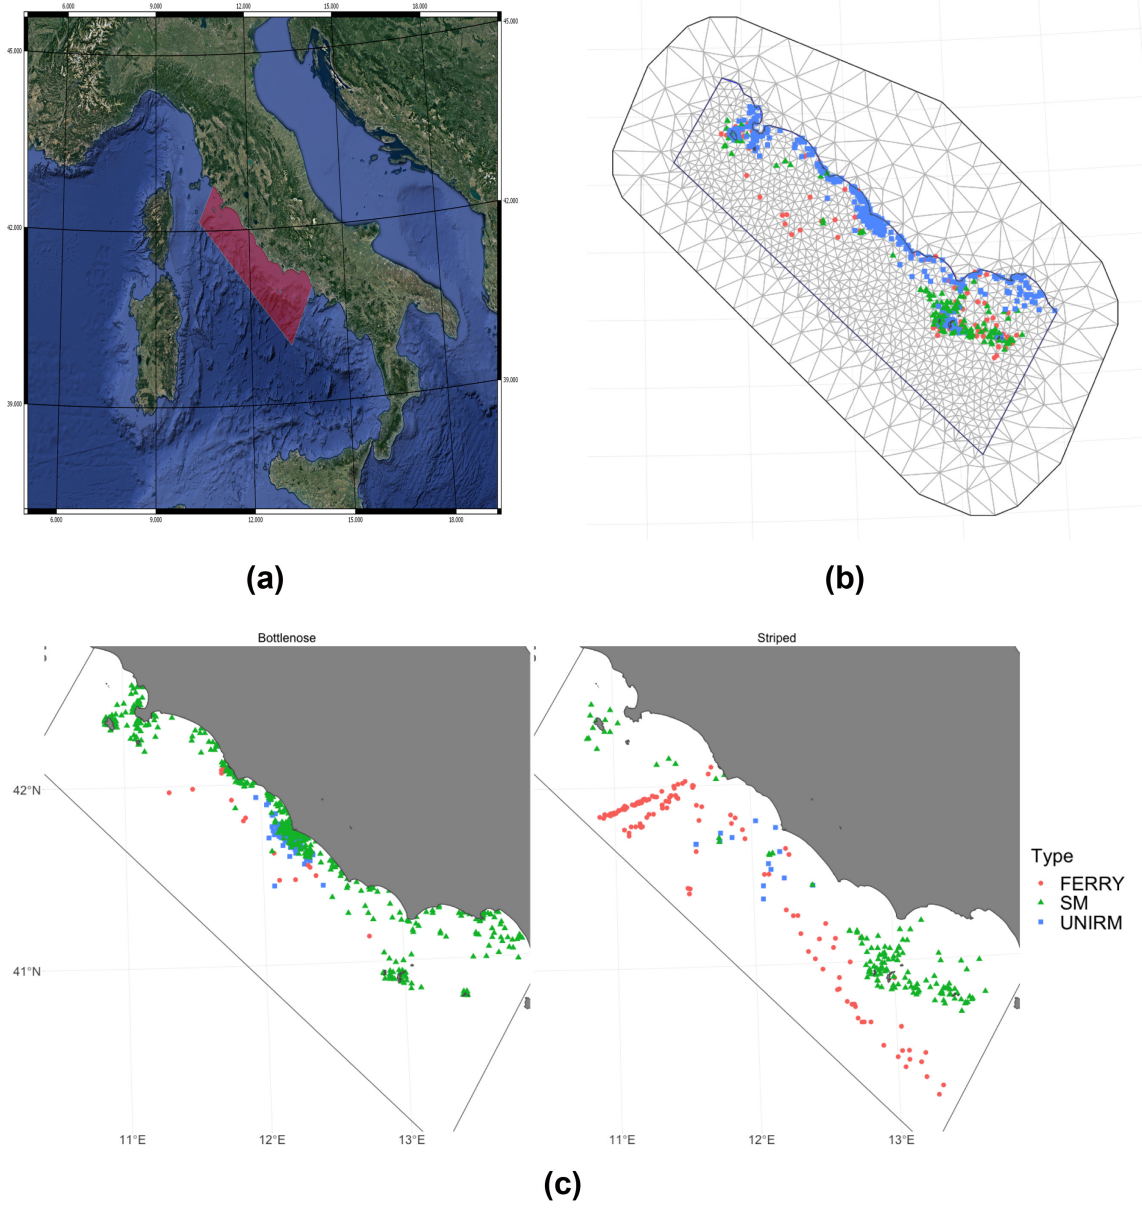 6.000 9.000 12.000 15.000 18.000
45.000 45.000
42.000
42.000
39.000
39.000
6.000 9.000 12.000 15.000 18.000
(a) (b)
Bottlenose Striped
42°N
41°N
Type
FERRY
SM
UNIRM
11°E 12°E 13°E 11°E 12°E 13°E
(c)